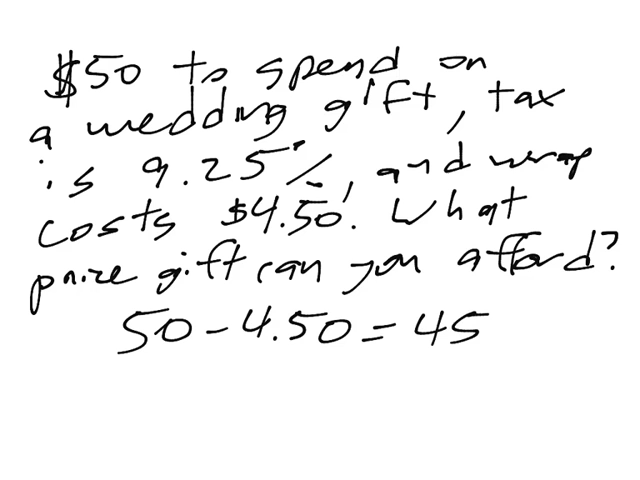 $50 to spend on
a wedding gift, tax
is 9.25%, and wrap
costs $4.50. What
price gift can you afford?
50 - 4.50 = 45